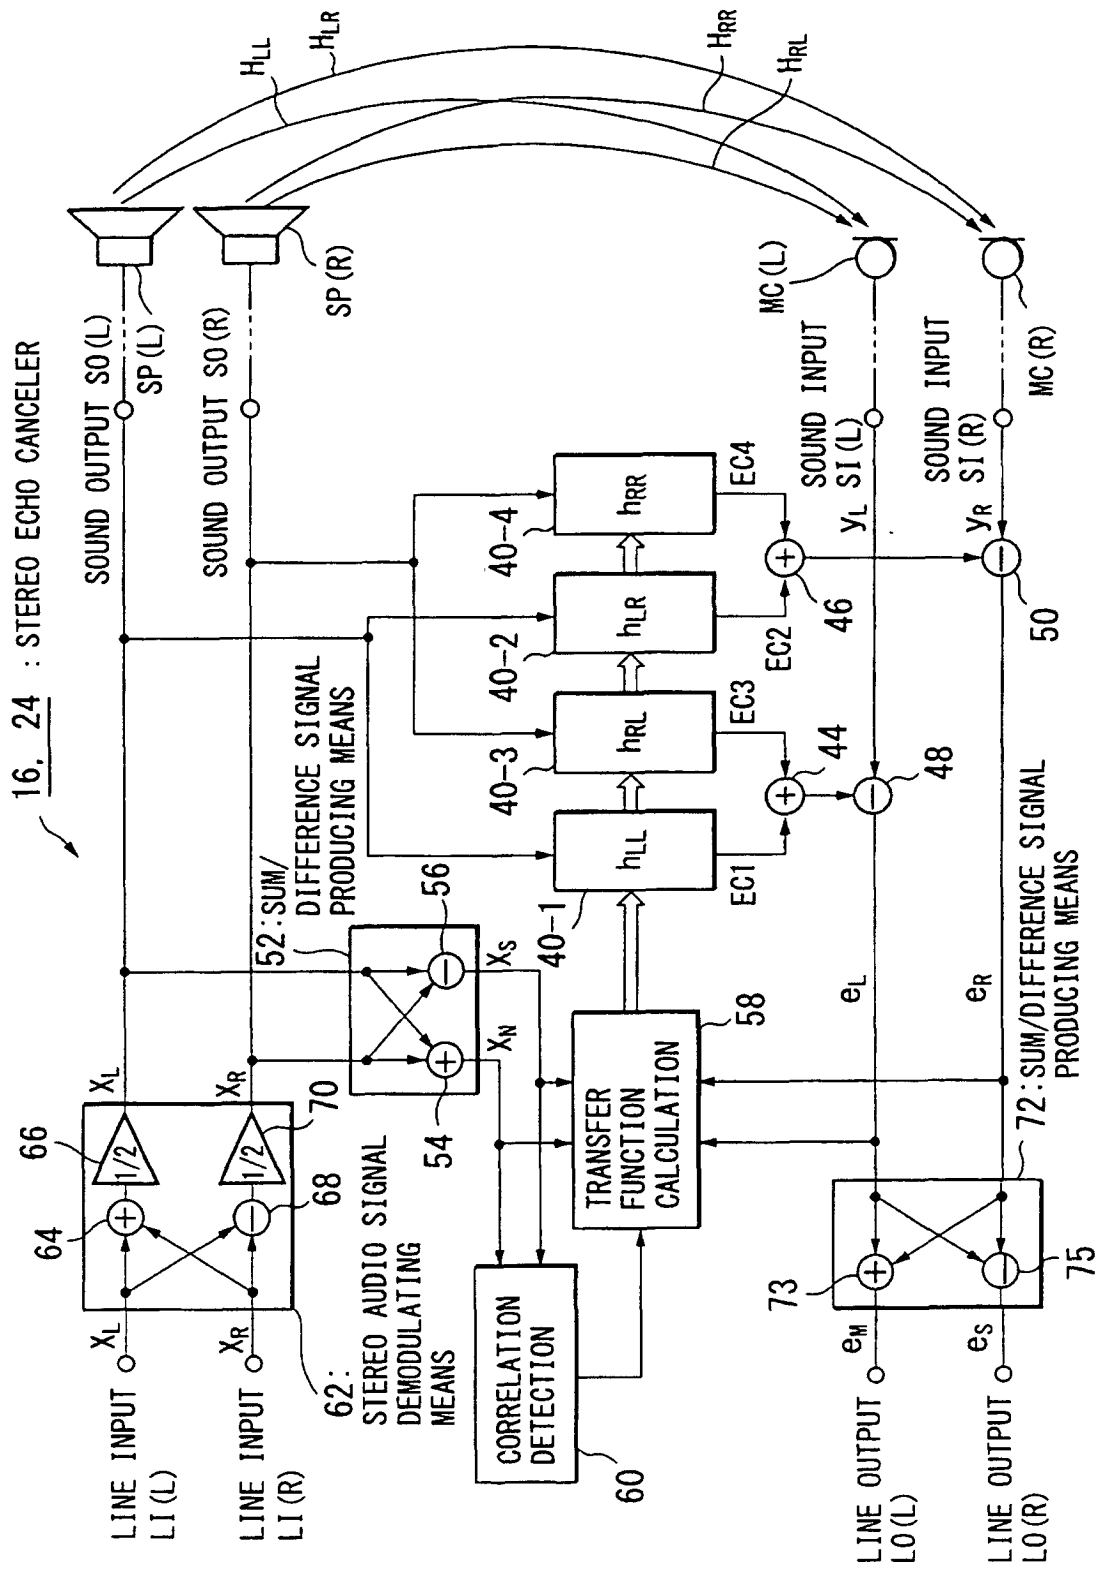 16, 24 : STEREO ECHO CANCELER
LINE INPUT
LI(L)
XL
64
66
1/2
XL
SOUND OUTPUT SO(L)
SP(L)
HLL
HLR
LINE INPUT
LI(R)
XR
68
1/2
70
XR
SOUND OUTPUT SO(R)
SP(R)
HRR
HRL
62:
STEREO AUDIO SIGNAL
DEMODULATING
MEANS
52:SUM/
DIFFERENCE SIGNAL
PRODUCING MEANS
54
56
XN
XS
CORRELATION
DETECTION
60
TRANSFER
FUNCTION
CALCULATION
58
40-1
hLL
40-3
hRL
40-2
hLR
40-4
hRR
EC1
EC3
EC2
EC4
44
46
48
50
SOUND INPUT
SI(L)
yL
MC(L)
SOUND INPUT
SI(R)
yR
MC(R)
eL
eR
72:SUM/DIFFERENCE SIGNAL
PRODUCING MEANS
73
75
eM
eS
LINE OUTPUT
LO(L)
LINE OUTPUT
LO(R)